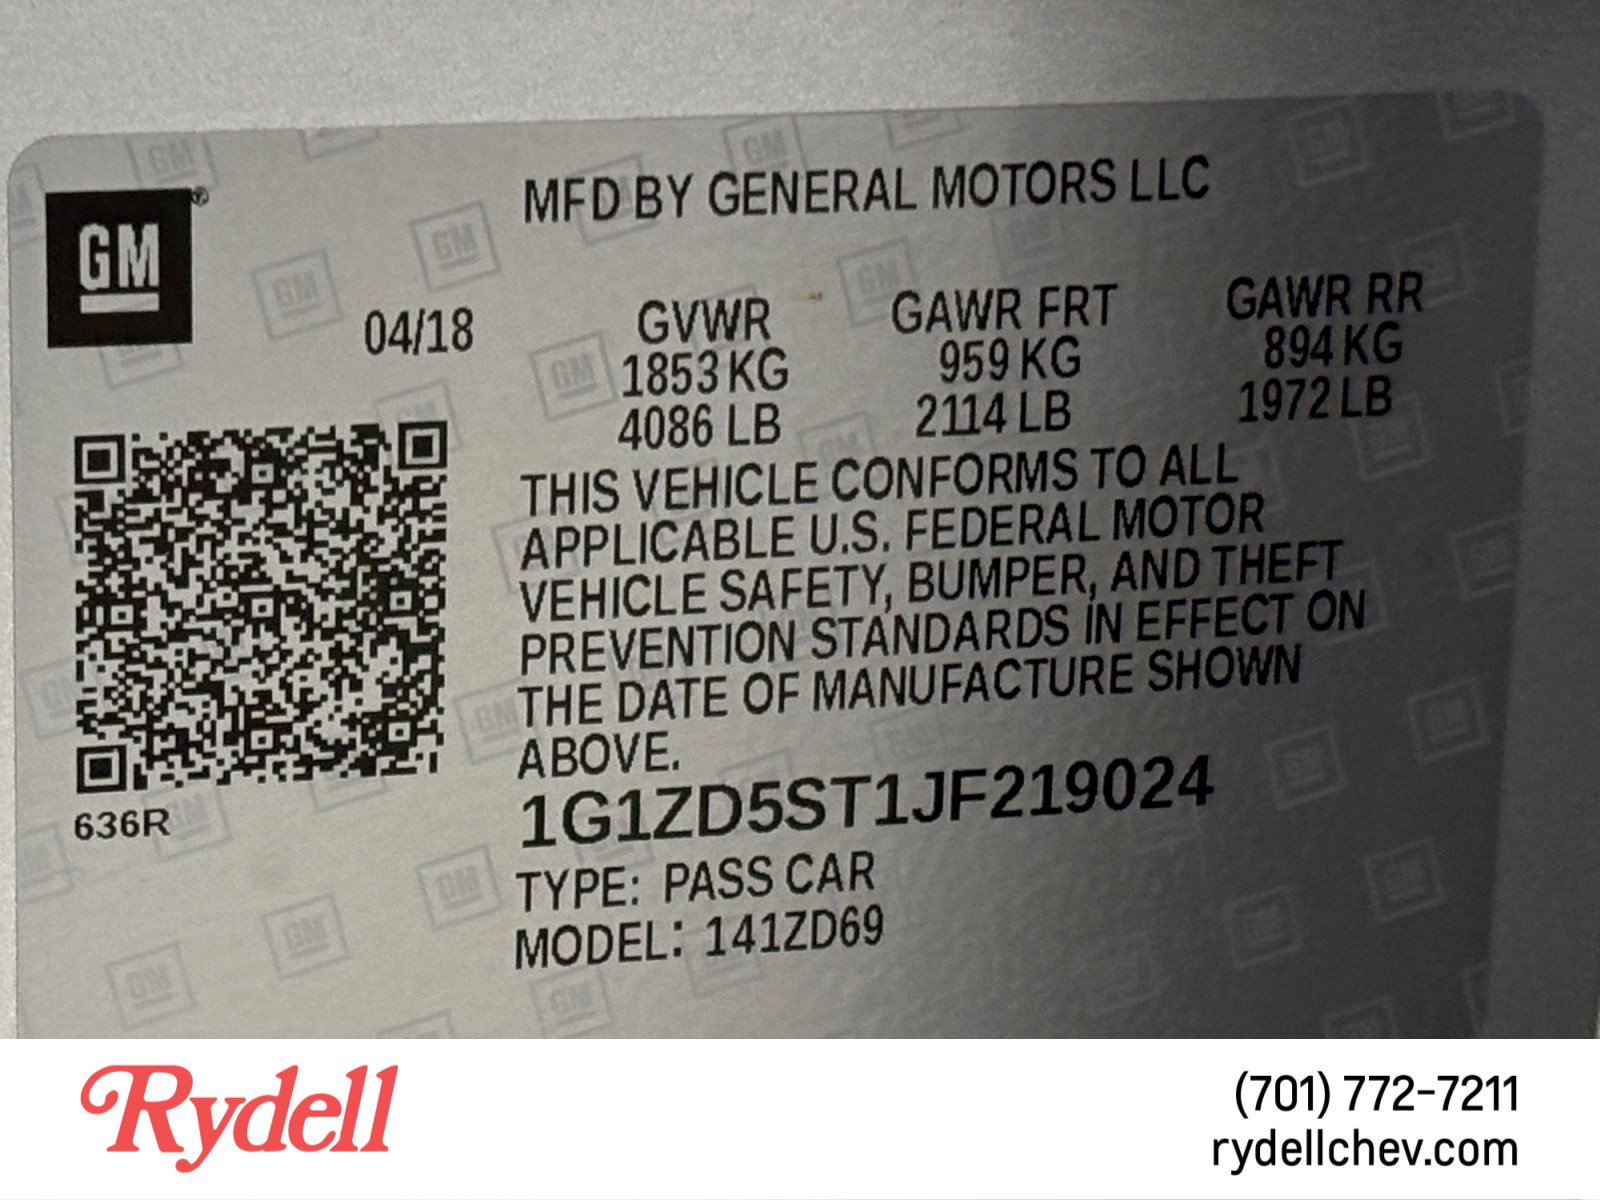 GM
MFD BY GENERAL MOTORS LLC
04/18
GVWR GAWR FRT GAWR RR
1853 KG 959 KG 894 KG
4086 LB 2114 LB 1972 LB
THIS VEHICLE CONFORMS TO ALL
APPLICABLE U.S. FEDERAL MOTOR
VEHICLE SAFETY, BUMPER, AND THEFT
PREVENTION STANDARDS IN EFFECT ON
THE DATE OF MANUFACTURE SHOWN
ABOVE.
636R
1G1ZD5ST1JF219024
TYPE: PASS CAR
MODEL: 141ZD69
Rydell
(701) 772-7211
rydellchev.com